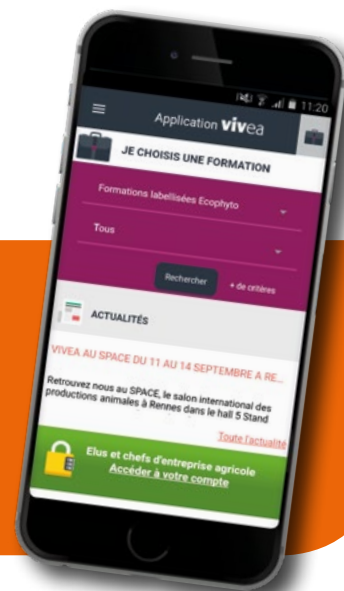 11:20
Application vivea
JE CHOISIS UNE FORMATION
Formations labellisées Ecophyto
Tous
Rechercher + de critères
ACTUALITÉS
VIVEA AU SPACE DU 11 AU 14 SEPTEMBRE A RE...
Retrouvez nous au SPACE, le salon international des
productions animales à Rennes dans le hall 5 Stand
Toute l'actualité
Elus et chefs d'entreprise agricole
Accéder à votre compte